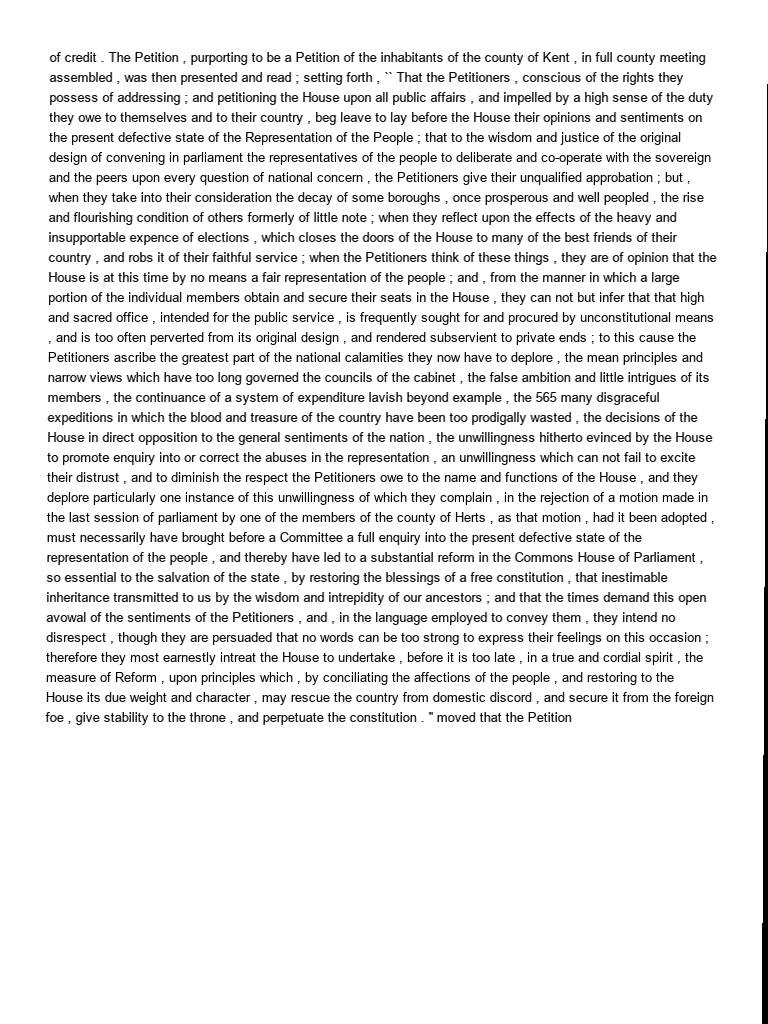 of credit . The Petition , purporting to be a Petition of the inhabitants of the county of Kent , in full county meeting
assembled , was then presented and read ; setting forth , `` That the Petitioners , conscious of the rights they
possess of addressing ; and petitioning the House upon all public affairs , and impelled by a high sense of the duty
they owe to themselves and to their country , beg leave to lay before the House their opinions and sentiments on
the present defective state of the Representation of the People ; that to the wisdom and justice of the original
design of convening in parliament the representatives of the people to deliberate and co-operate with the sovereign
and the peers upon every question of national concern , the Petitioners give their unqualified approbation ; but ,
when they take into their consideration the decay of some boroughs , once prosperous and well peopled , the rise
and flourishing condition of others formerly of little note ; when they reflect upon the effects of the heavy and
insupportable expence of elections , which closes the doors of the House to many of the best friends of their
country , and robs it of their faithful service ; when the Petitioners think of these things , they are of opinion that the
House is at this time by no means a fair representation of the people ; and , from the manner in which a large
portion of the individual members obtain and secure their seats in the House , they can not but infer that that high
and sacred office , intended for the public service , is frequently sought for and procured by unconstitutional means
, and is too often perverted from its original design , and rendered subservient to private ends ; to this cause the
Petitioners ascribe the greatest part of the national calamities they now have to deplore , the mean principles and
narrow views which have too long governed the councils of the cabinet , the false ambition and little intrigues of its
members , the continuance of a system of expenditure lavish beyond example , the 565 many disgraceful
expeditions in which the blood and treasure of the country have been too prodigally wasted , the decisions of the
House in direct opposition to the general sentiments of the nation , the unwillingness hitherto evinced by the House
to promote enquiry into or correct the abuses in the representation , an unwillingness which can not fail to excite
their distrust , and to diminish the respect the Petitioners owe to the name and functions of the House , and they
deplore particularly one instance of this unwillingness of which they complain , in the rejection of a motion made in
the last session of parliament by one of the members of the county of Herts , as that motion , had it been adopted ,
must necessarily have brought before a Committee a full enquiry into the present defective state of the
representation of the people , and thereby have led to a substantial reform in the Commons House of Parliament ,
so essential to the salvation of the state , by restoring the blessings of a free constitution , that inestimable
inheritance transmitted to us by the wisdom and intrepidity of our ancestors ; and that the times demand this open
avowal of the sentiments of the Petitioners , and , in the language employed to convey them , they intend no
disrespect , though they are persuaded that no words can be too strong to express their feelings on this occasion ;
therefore they most earnestly intreat the House to undertake , before it is too late , in a true and cordial spirit , the
measure of Reform , upon principles which , by conciliating the affections of the people , and restoring to the
House its due weight and character , may rescue the country from domestic discord , and secure it from the foreign
foe , give stability to the throne , and perpetuate the constitution . '' moved that the Petition